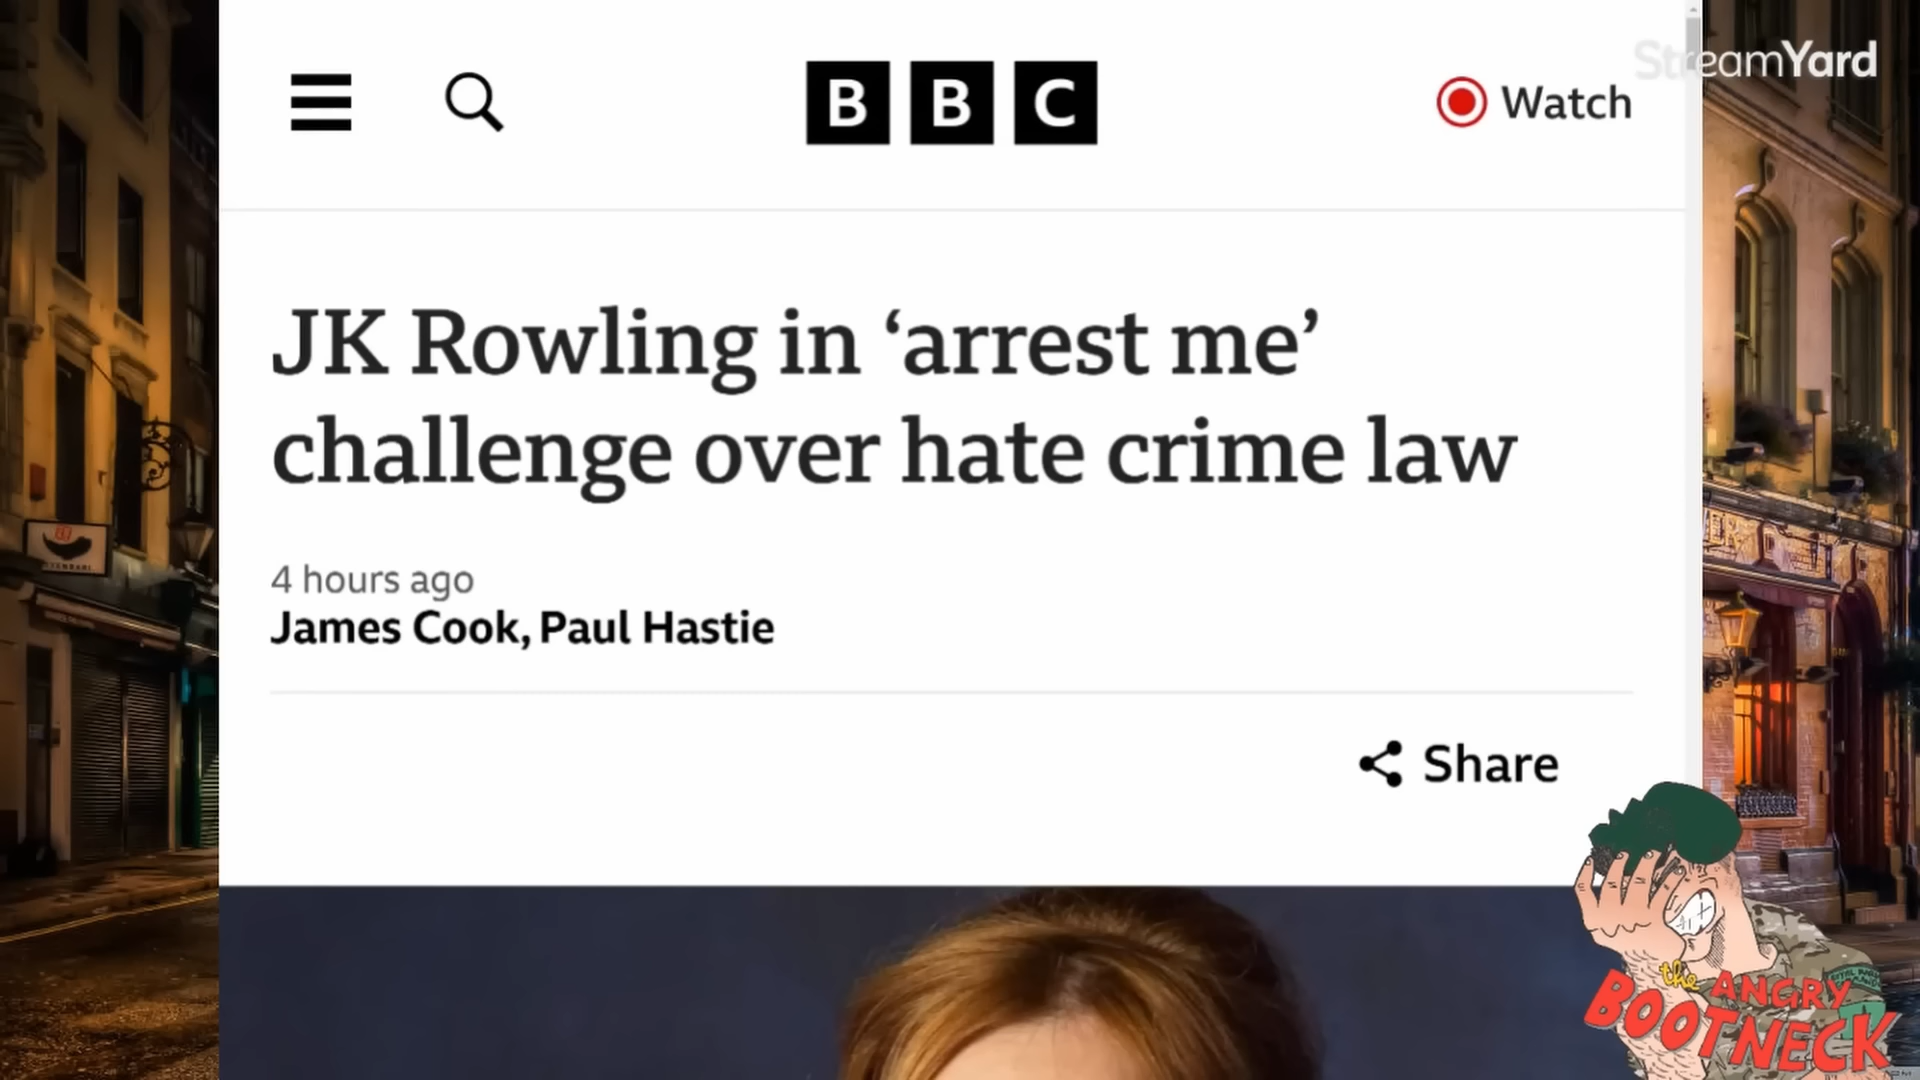 StreamYard
B B C
Watch
JK Rowling in ‘arrest me’
challenge over hate crime law
4 hours ago
James Cook, Paul Hastie
Share
the ANGRY
BOOTNECK